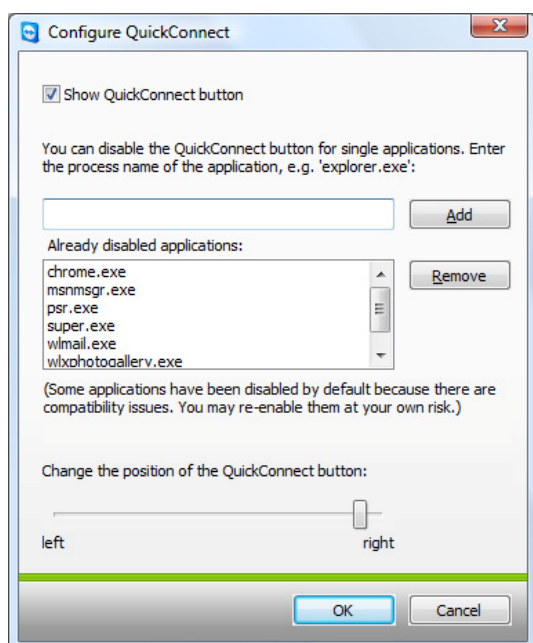 Configure QuickConnect
Show QuickConnect button
You can disable the QuickConnect button for single applications. Enter
the process name of the application, e.g. 'explorer.exe':
Add
Already disabled applications:
chrome.exe
msnmsgr.exe
psr.exe
super.exe
wlmail.exe
wlxphotogallery.exe
Remove
(Some applications have been disabled by default because there are
compatibility issues. You may re-enable them at your own risk.)
Change the position of the QuickConnect button:
left
right
OK
Cancel